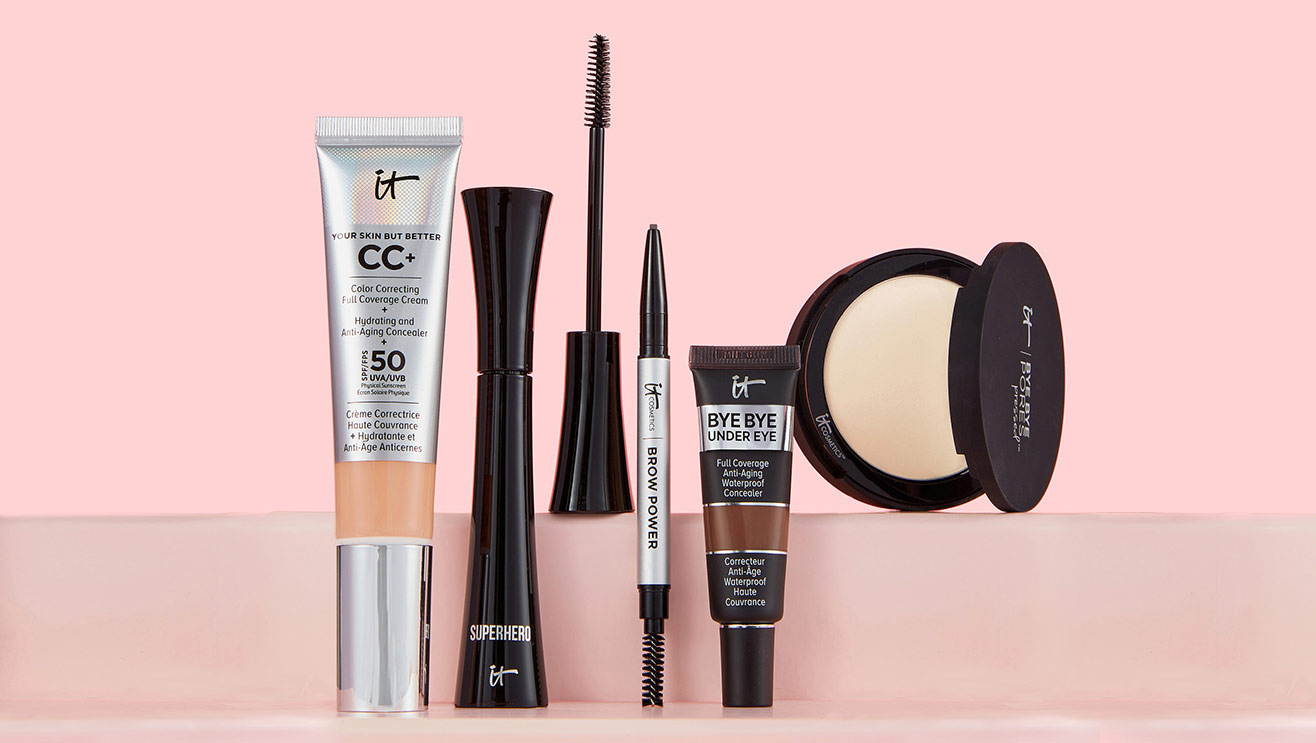 it
YOUR SKIN BUT BETTER
CC+
Color Correcting
Full Coverage Cream
+
Hydrating and
Anti-Aging Concealer
+
SPF/FPS 50
UVA/UVB
Physical Sunscreen
Écran Solaire Physique
Crème Correctrice
Haute Couvrance
+ Hydratante et
Anti-Âge Anticernes
SUPERHERO
it
it COSMETICS | BROW POWER
it
BYE BYE
UNDER EYE
Full Coverage
Anti-Aging
Waterproof
Concealer
Correcteur
Anti-Âge
Waterproof
Haute
Couvrance
it COSMETICS™
it | BYE BYE
PORES
pressed™